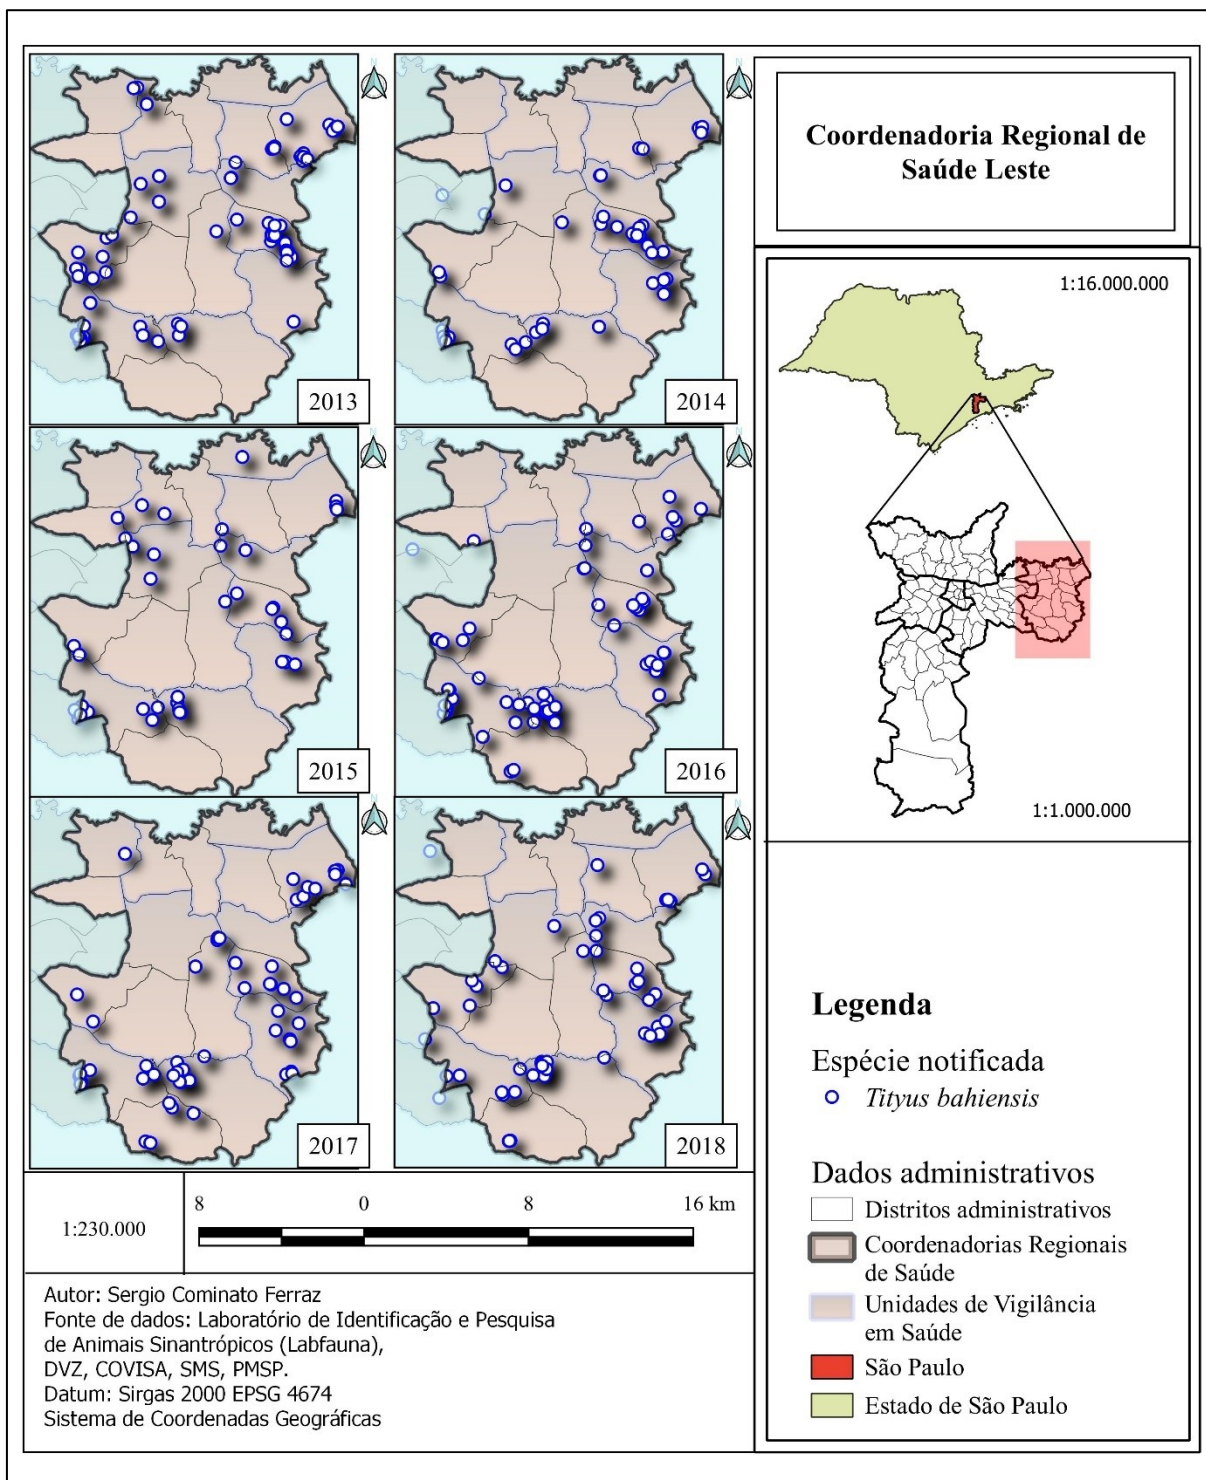 Coordenadoria Regional de
Saúde Leste
2013
2014
2015
2016
2017
2018
1:16.000.000
1:1.000.000
Legenda
Espécie notificada
Tityus bahiensis
Dados administrativos
Distritos administrativos
Coordenadorias Regionais
de Saúde
Unidades de Vigilância
em Saúde
São Paulo
Estado de São Paulo
1:230.000
8 0 8 16 km
Autor: Sergio Cominato Ferraz
Fonte de dados: Laboratório de Identificação e Pesquisa
de Animais Sinantrópicos (Labfauna),
DVZ, COVISA, SMS, PMSP.
Datum: Sirgas 2000 EPSG 4674
Sistema de Coordenadas Geográficas